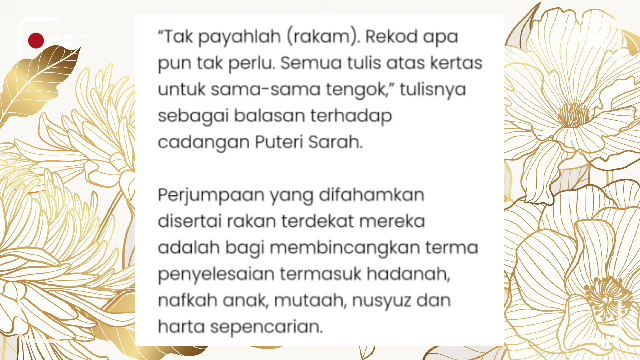 “Tak payahlah (rakam). Rekod apa
pun tak perlu. Semua tulis atas kertas
untuk sama-sama tengok,” tulisnya
sebagai balasan terhadap
cadangan Puteri Sarah.
Perjumpaan yang difahamkan
disertai rakan terdekat mereka
adalah bagi membincangkan terma
penyelesaian termasuk hadanah,
nafkah anak, mutaah, nusyuz dan
harta sepencarian.